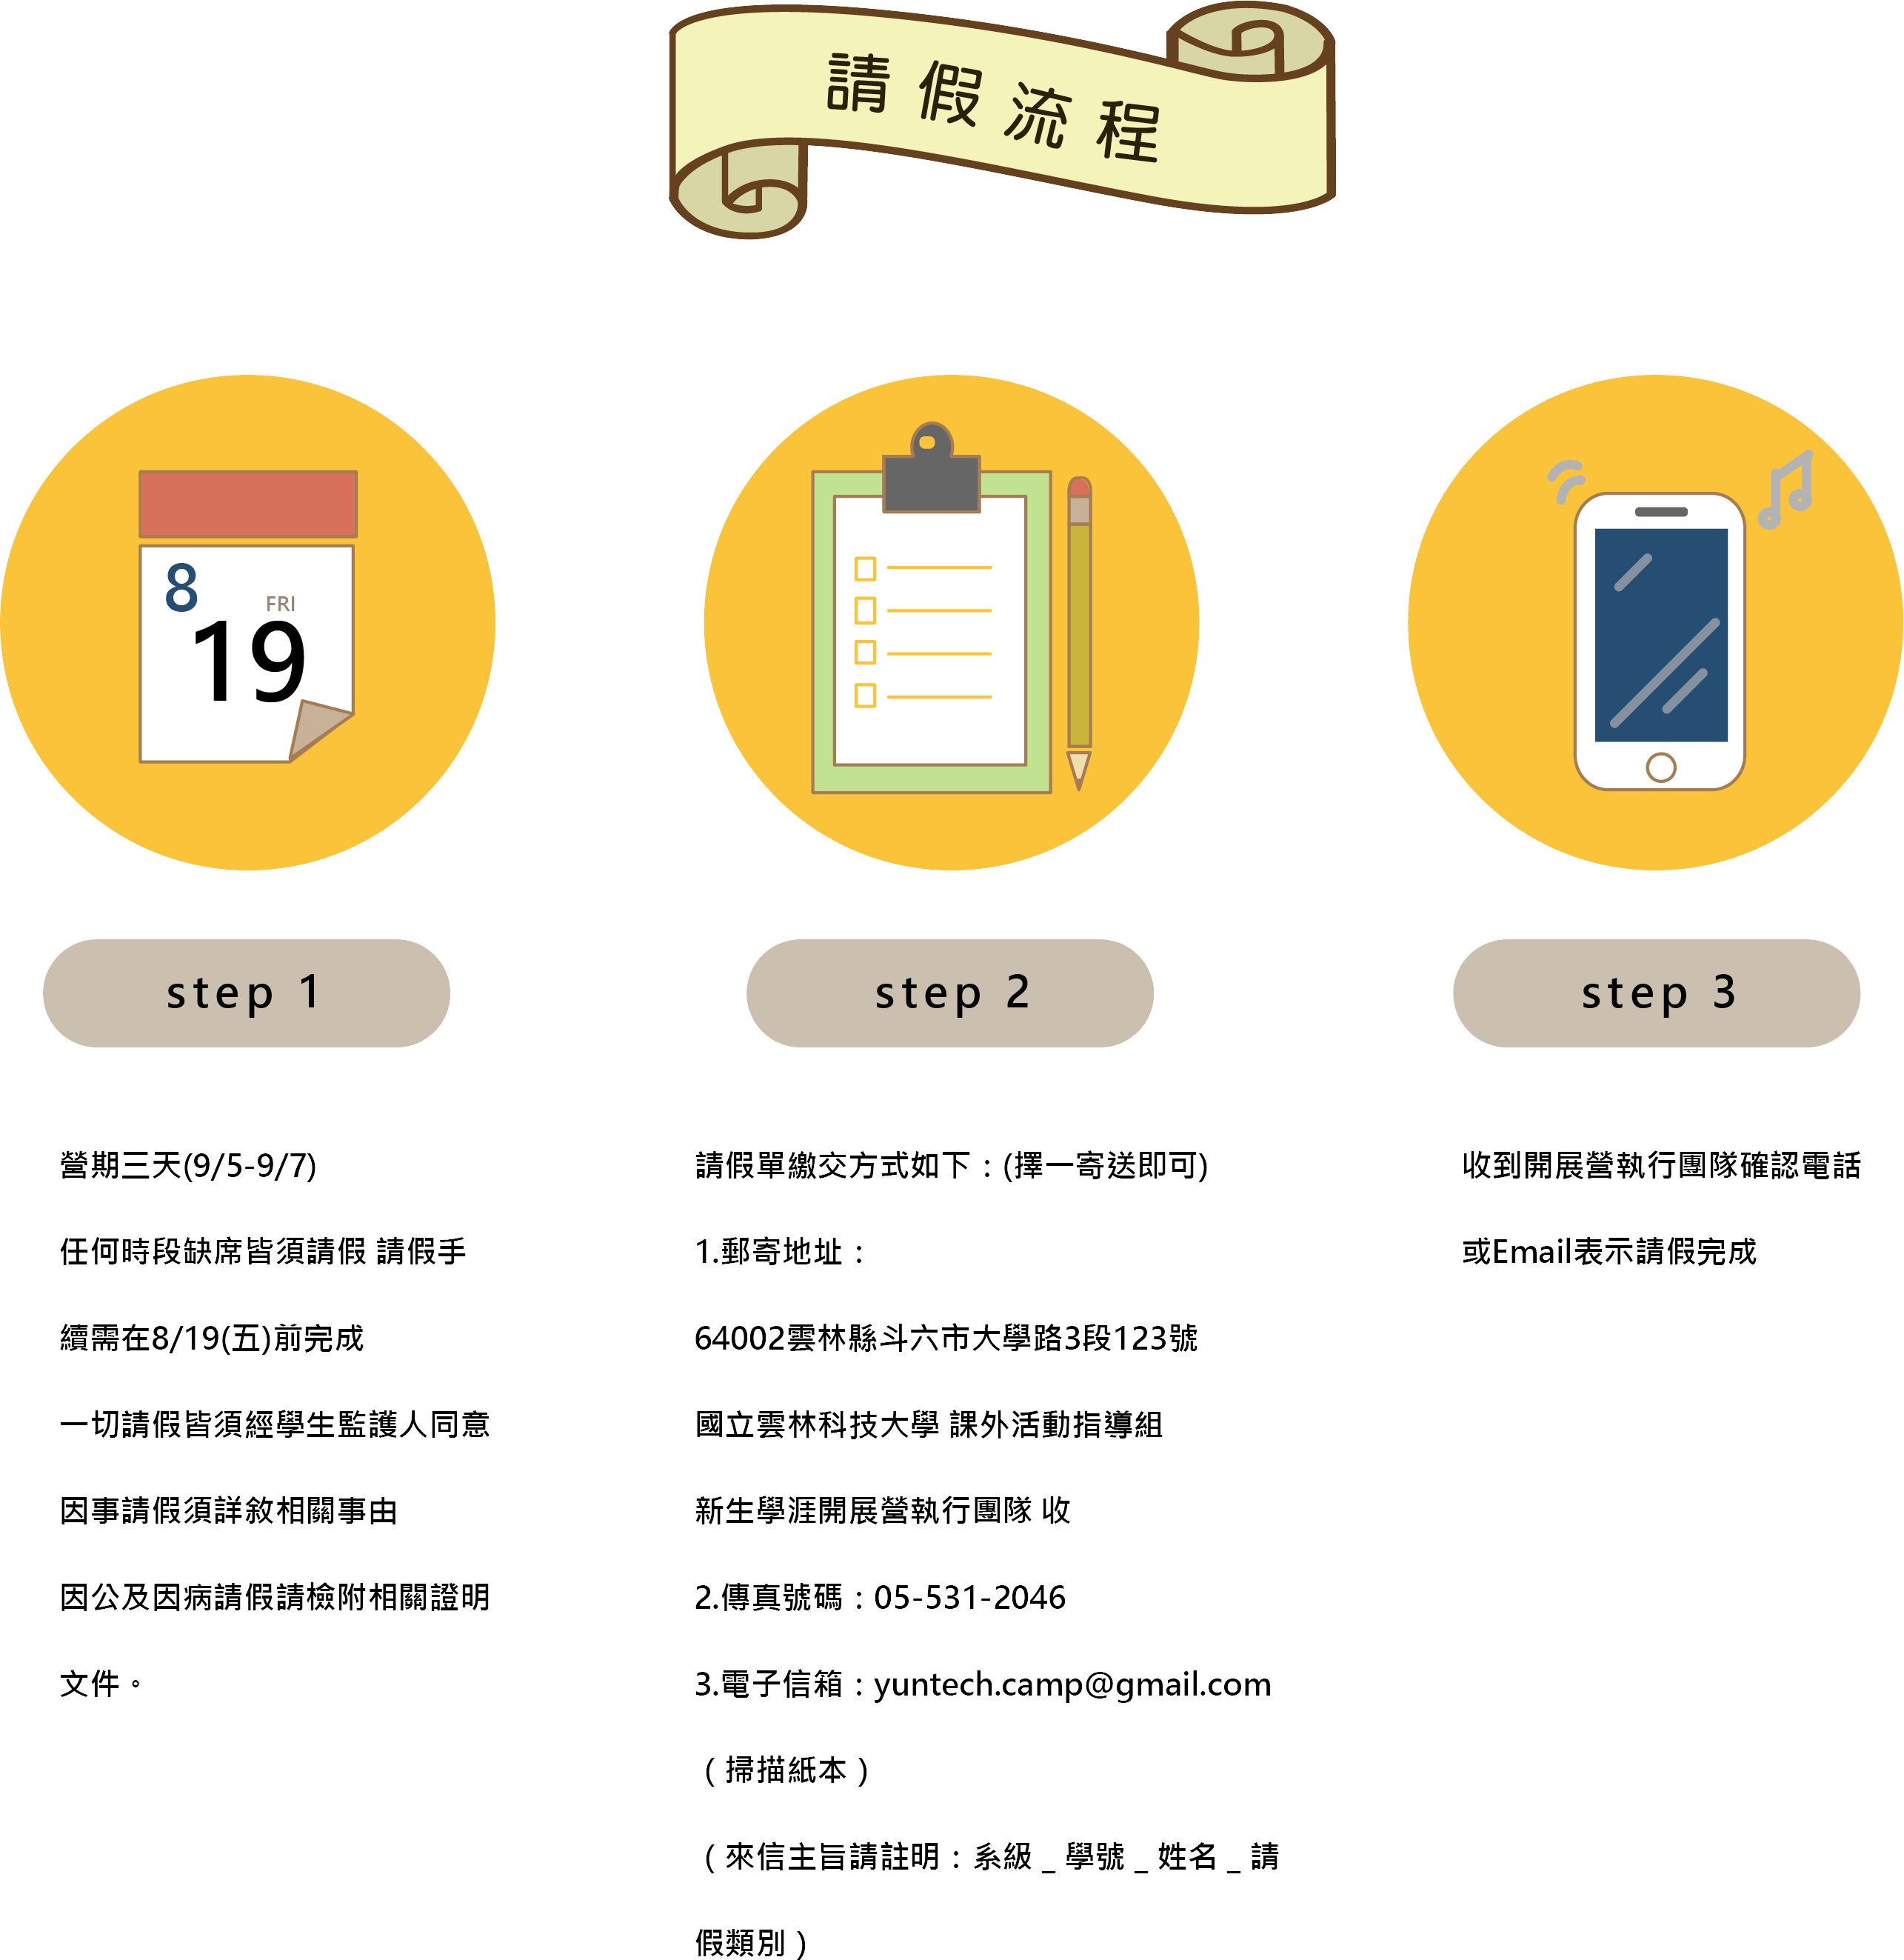 請假流程
8
FRI
19
step 1
營期三天(9/5-9/7)
任何時段缺席皆須請假 請假手
續需在8/19(五)前完成
一切請假皆須經學生監護人同意
因事請假須詳敘相關事由
因公及因病請假請檢附相關證明
文件。
step 2
請假單繳交方式如下：(擇一寄送即可)
1.郵寄地址：
64002雲林縣斗六市大學路3段123號
國立雲林科技大學 課外活動指導組
新生學涯開展營執行團隊 收
2.傳真號碼：05-531-2046
3.電子信箱：yuntech.camp@gmail.com
（掃描紙本）
（來信主旨請註明：系級 _ 學號 _ 姓名 _ 請
假類別）
step 3
收到開展營執行團隊確認電話
或Email表示請假完成